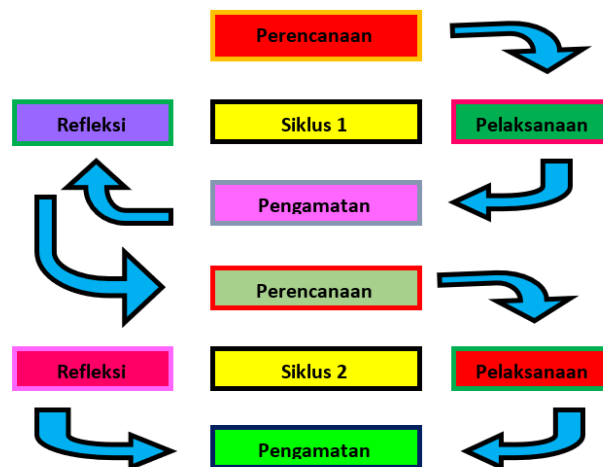 Perencanaan
Refleksi
Siklus 1
Pelaksanaan
Pengamatan
Perencanaan
Refleksi
Siklus 2
Pelaksanaan
Pengamatan